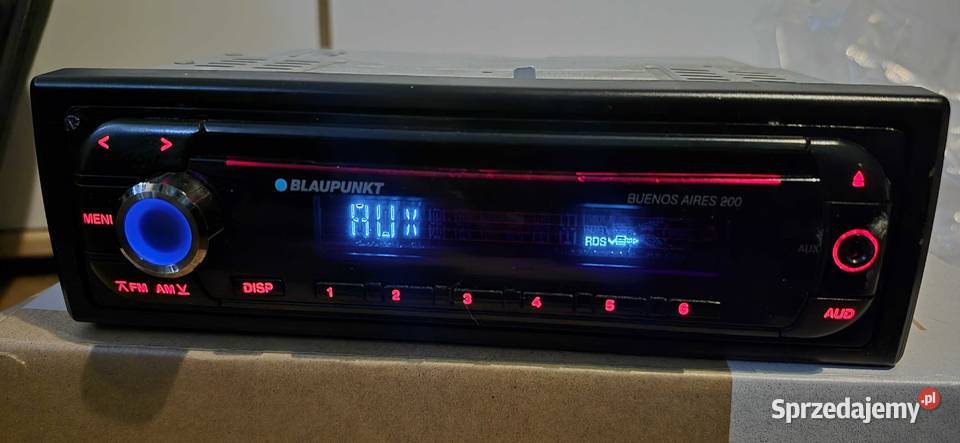 < >
BLAUPUNKT
BUENOS AIRES 200
MENU
AUX
RDS
AUX
FM AM
DISP
1 2 3 4 5 6
AUD
Sprzedajemy.pl